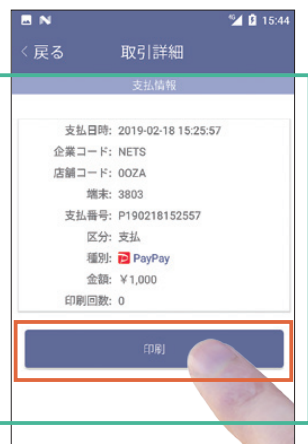 15:44
戻る 取引詳細
支払情報
支払日時: 2019-02-18 15:25:57
企業コード: NETS
店舗コード: 00ZA
端末: 3803
支払番号: P190218152557
区分: 支払
種別: PayPay
金額: ￥1,000
印刷回数: 0
印刷